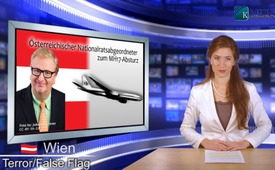 Österreichischer Nationalratsabgeordneter
zum MH17-Absturz
K
Wien
Terror/False Flag